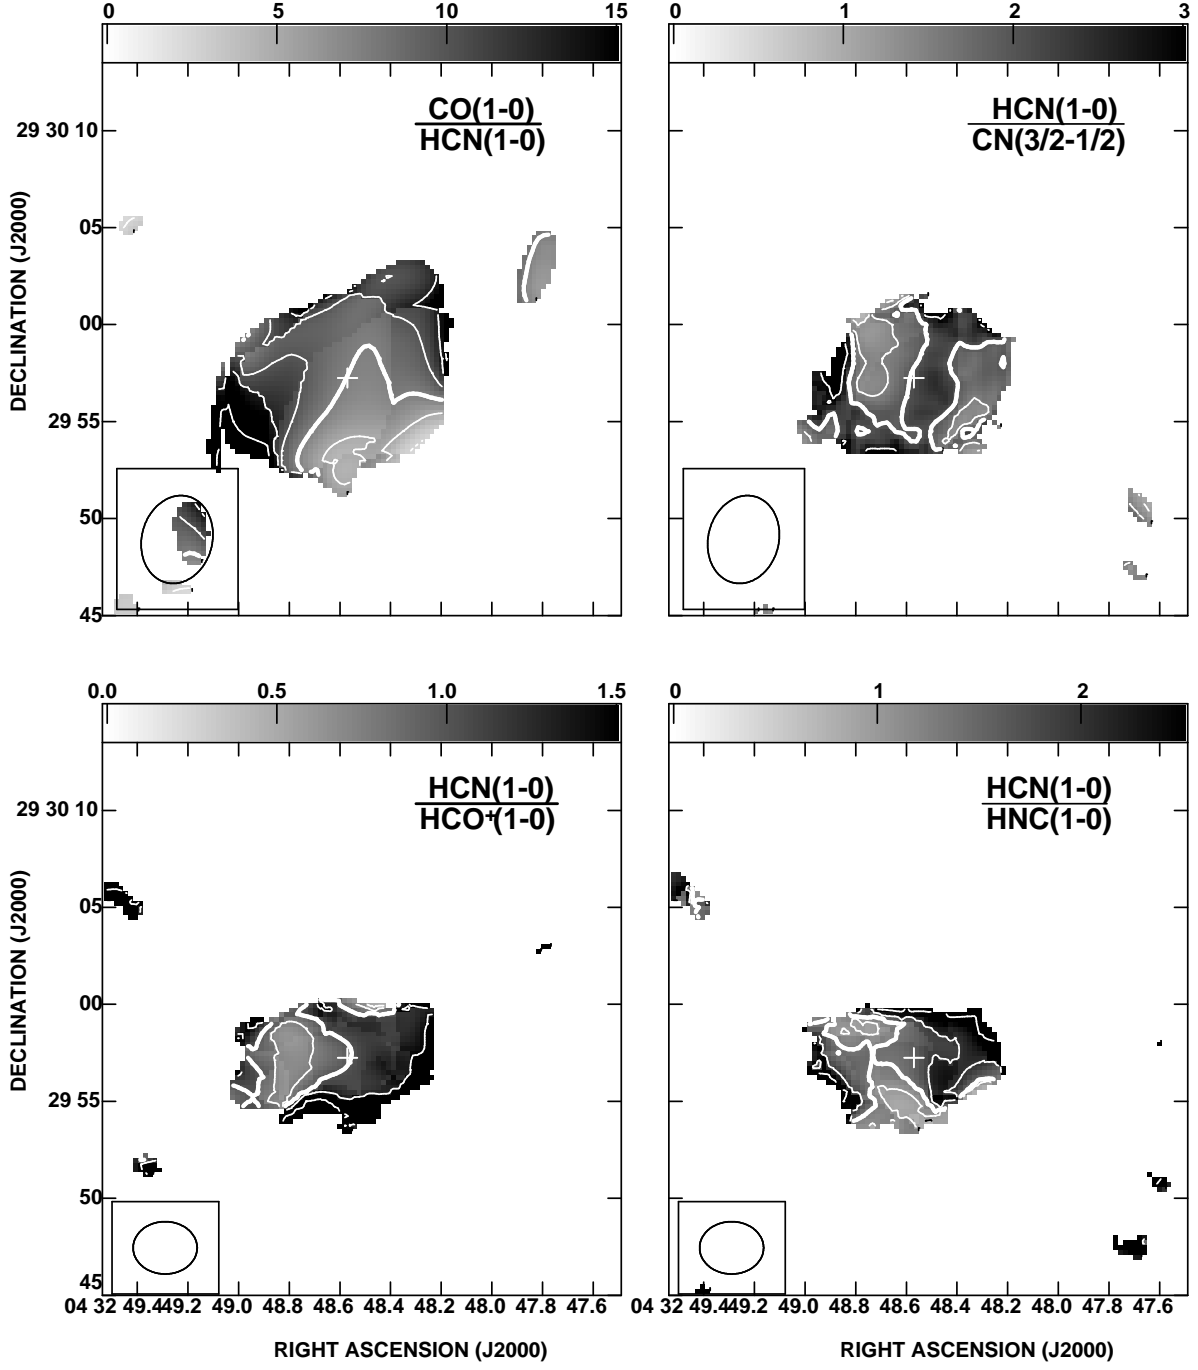 0 5 10 15
0 1 2 3
CO(1-0)
HCN(1-0)
HCN(1-0)
CN(3/2-1/2)
DECLINATION (J2000)
29 30 10
05
00
29 55
50
45
0.0 0.5 1.0 1.5
0 1 2
HCN(1-0)
HCO+(1-0)
HCN(1-0)
HNC(1-0)
DECLINATION (J2000)
29 30 10
05
00
29 55
50
45
04 32 49.4 49.2 49.0 48.8 48.6 48.4 48.2 48.0 47.8 47.6
04 32 49.4 49.2 49.0 48.8 48.6 48.4 48.2 48.0 47.8 47.6
RIGHT ASCENSION (J2000)
RIGHT ASCENSION (J2000)